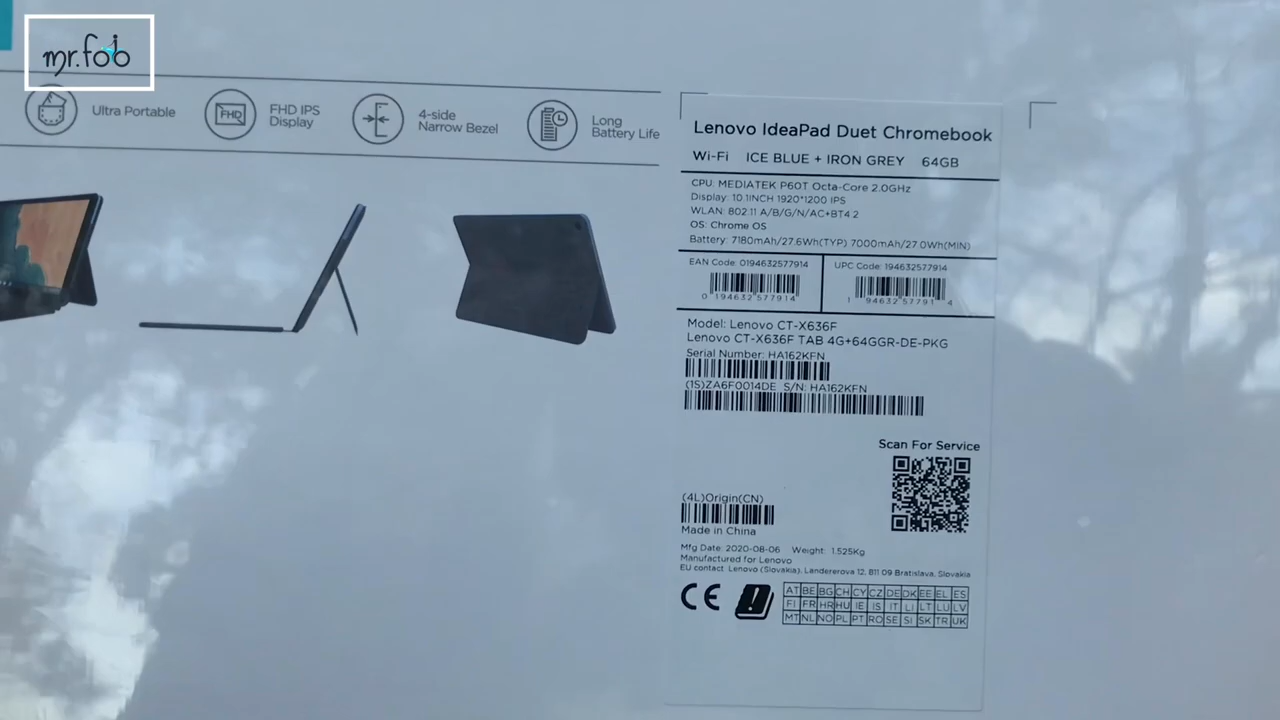 mr.fob
Ultra Portable
FHD
FHD IPS
Display
4-side
Narrow Bezel
Long
Battery Life
Lenovo IdeaPad Duet Chromebook
Wi-Fi ICE BLUE + IRON GREY 64GB
CPU: MEDIATEK P60T Octa-Core 2.0GHz
Display: 10.1INCH 1920*1200 IPS
WLAN: 802.11 A/B/G/N/AC+BT4.2
OS: Chrome OS
Battery: 7180mAh/27.6Wh(TYP) 7000mAh/27.0Wh(MIN)
EAN Code: 0194632577914
0 194632 577914
UPC Code: 194632577914
1 94632 57791 4
Model: Lenovo CT-X636F
Lenovo CT-X636F TAB 4G+64GGR-DE-PKG
Serial Number: HA162KFN
(1S)ZA6F0014DE S/N: HA162KFN
Scan For Service
(4L)Origin(CN)
Made in China
Mfg Date: 2020-08-06 Weight: 1.525Kg
Manufactured for Lenovo
EU contact: Lenovo (Slovakia), Landererova 12, 811 09 Bratislava, Slovakia
CE
AT BE BG CH CY CZ DE DK EE EL ES
FI FR HR HU IE IS IT LI LT LU LV
MT NL NO PL PT RO SE SI SK TR UK